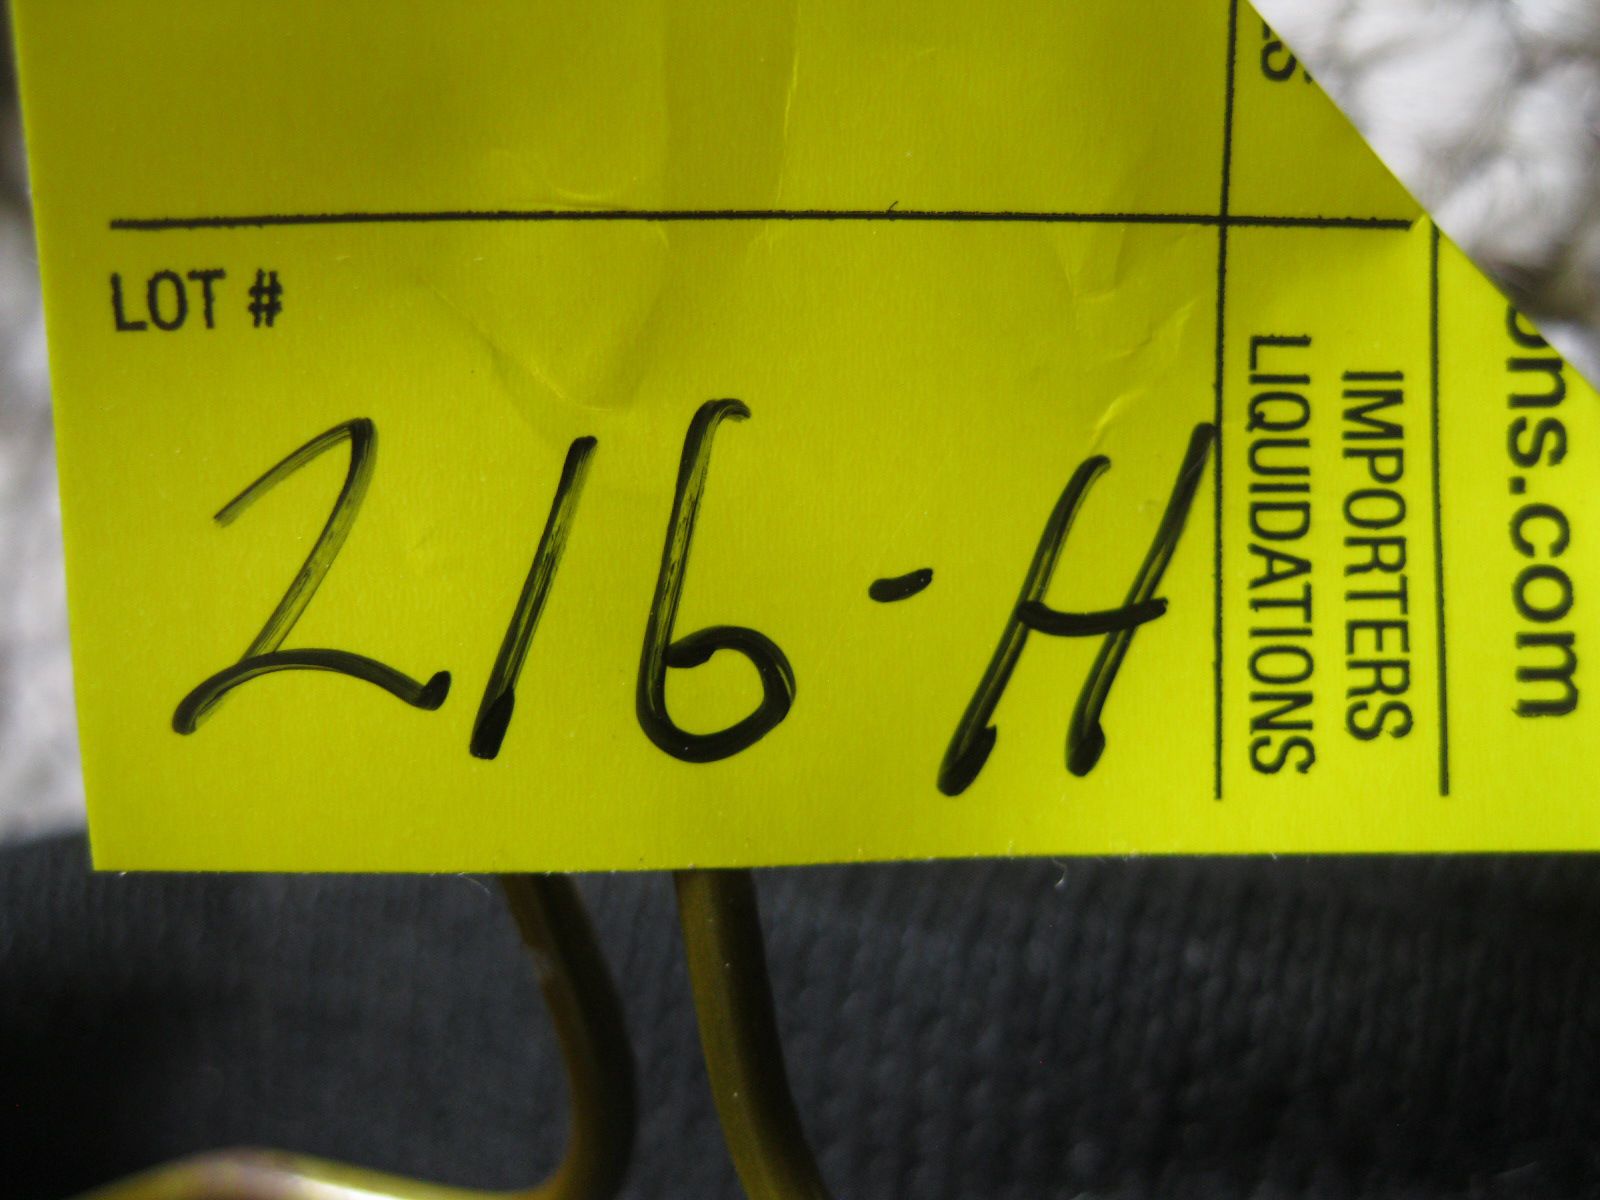 LOT #
216-H
IMPORTERS
LIQUIDATIONS
ons.com